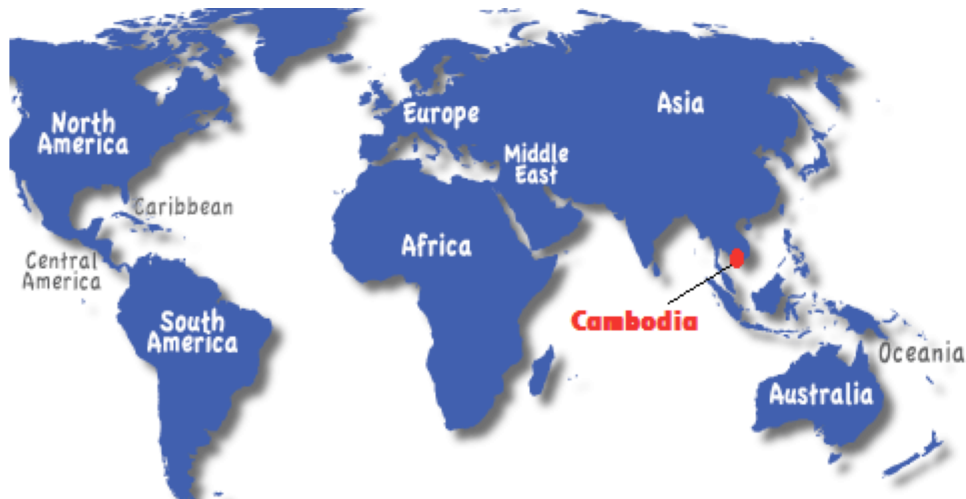 North
America
Europe
Asia
Middle
East
Caribbean
Africa
Central
America
South
America
Cambodia
Oceania
Australia